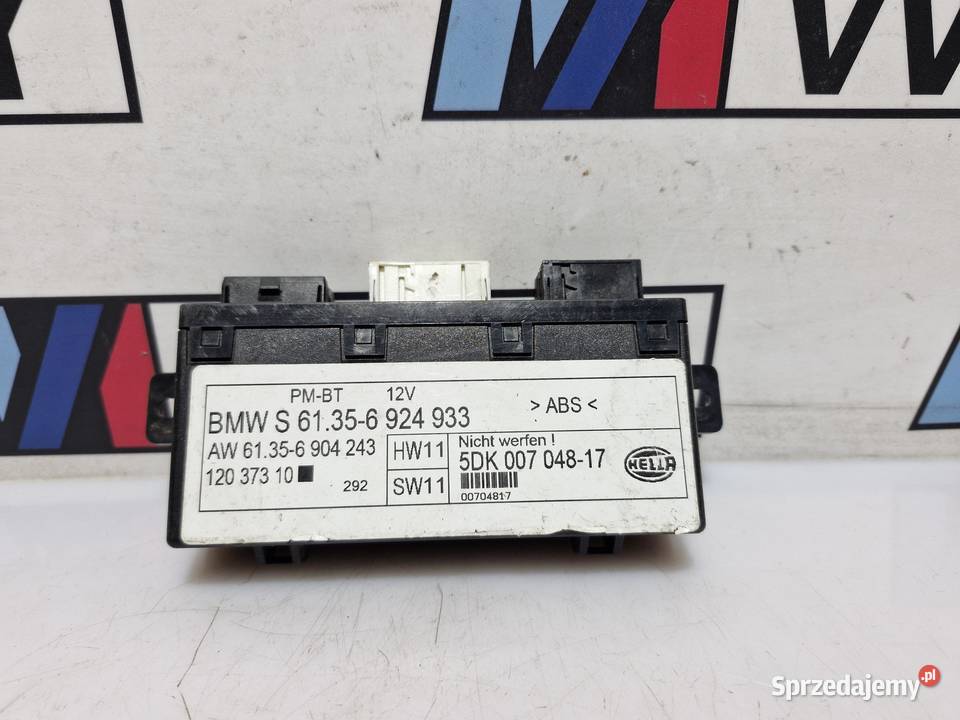 PM-BT 12V
BMW S 61.35-6 924 933
> ABS <
AW 61.35-6 904 243
HW11
Nicht werfen !
5DK 007 048-17
HELLA
120 373 10
292
SW11
00704817
Sprzedajemy.pl